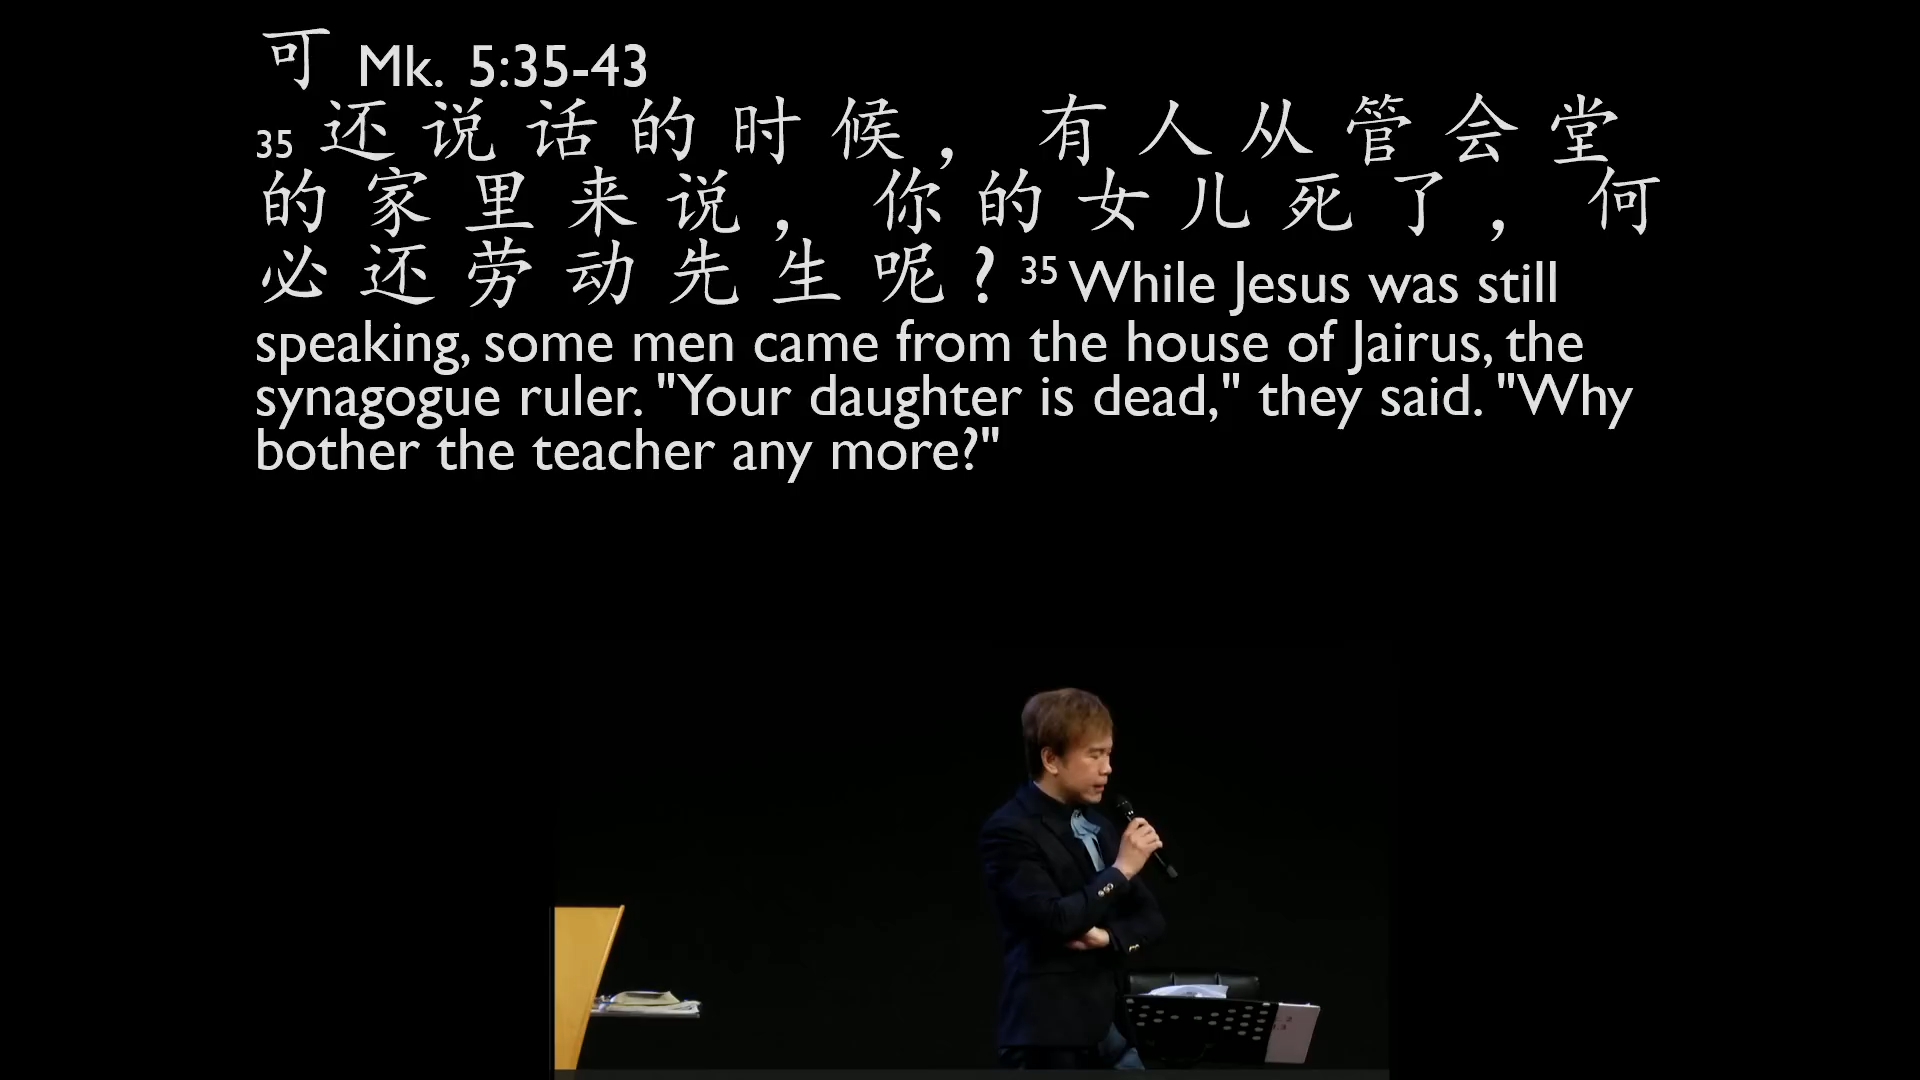 可 Mk. 5:35-43
35 还说话的时候，有人从管会堂
的家里来说，你的女儿死了，何
必还劳动先生呢？35 While Jesus was still
speaking, some men came from the house of Jairus, the
synagogue ruler. "Your daughter is dead," they said. "Why
bother the teacher any more?"